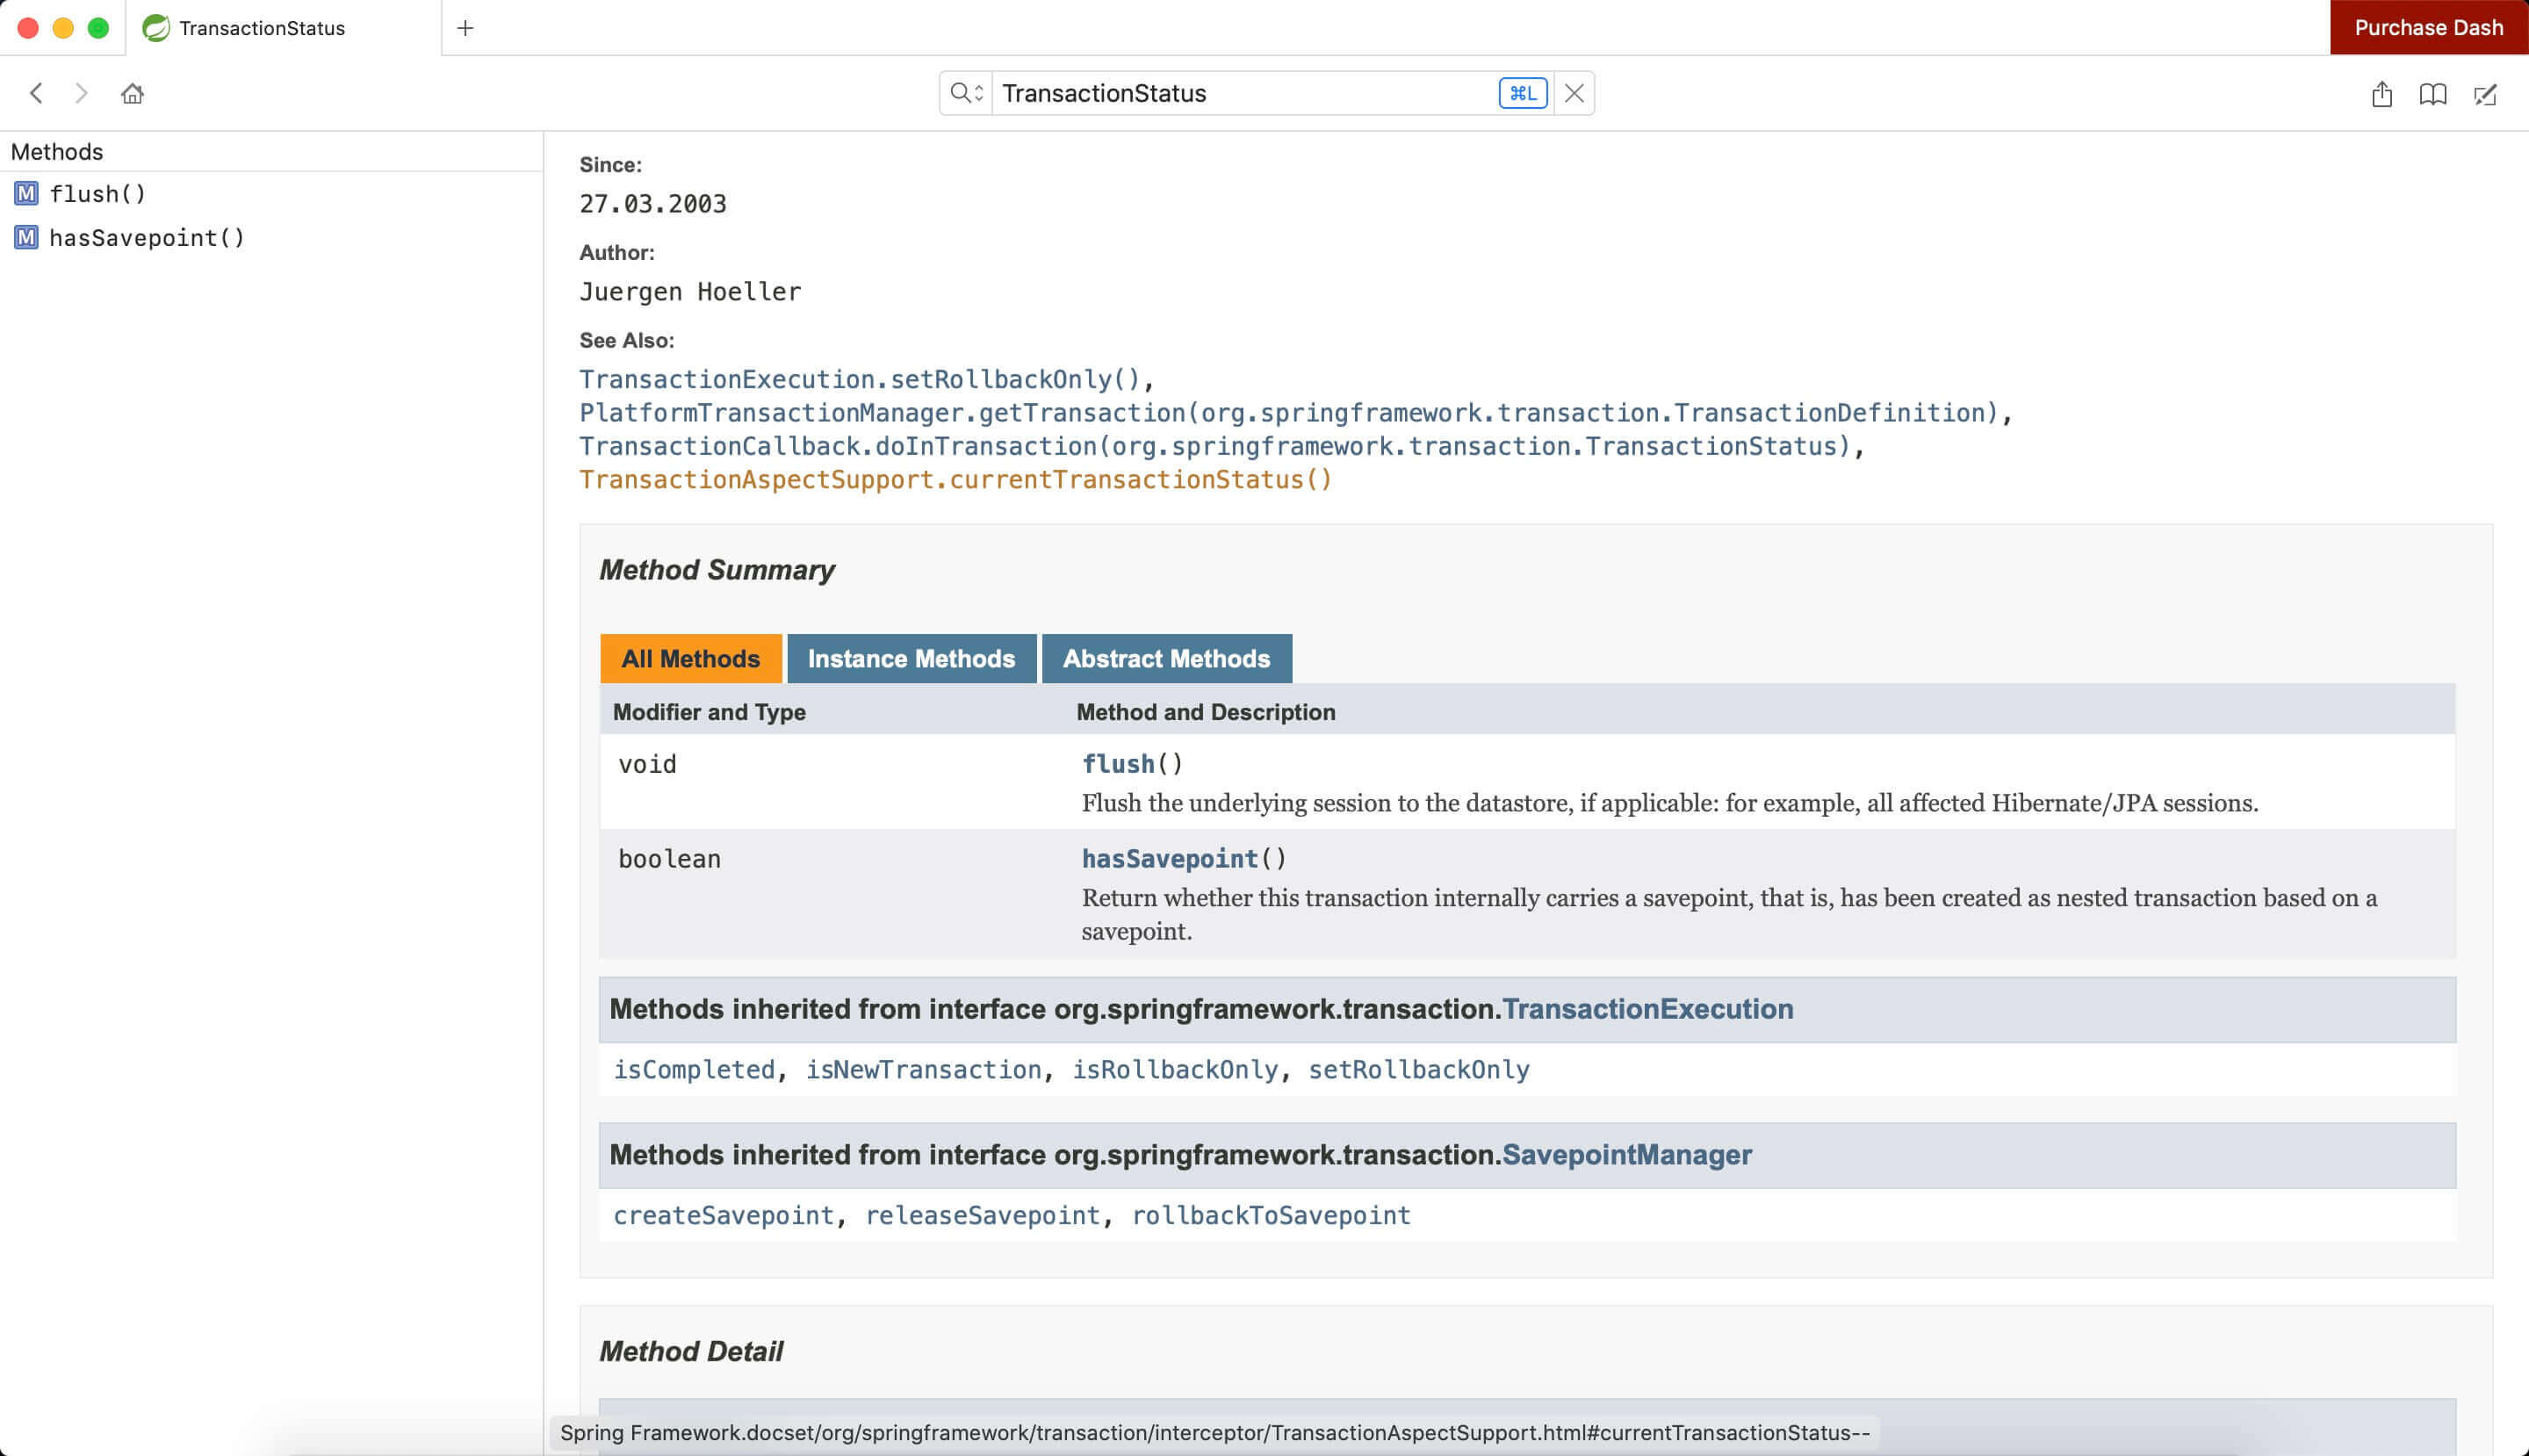 TransactionStatus
Purchase Dash
TransactionStatus
⌘L
Methods
M flush()
M hasSavepoint()
Since:
27.03.2003
Author:
Juergen Hoeller
See Also:
TransactionExecution.setRollbackOnly(),
PlatformTransactionManager.getTransaction(org.springframework.transaction.TransactionDefinition),
TransactionCallback.doInTransaction(org.springframework.transaction.TransactionStatus),
TransactionAspectSupport.currentTransactionStatus()
Method Summary
All Methods Instance Methods Abstract Methods
Modifier and Type Method and Description
void flush()
Flush the underlying session to the datastore, if applicable: for example, all affected Hibernate/JPA sessions.
boolean hasSavepoint()
Return whether this transaction internally carries a savepoint, that is, has been created as nested transaction based on a
savepoint.
Methods inherited from interface org.springframework.transaction.TransactionExecution
isCompleted, isNewTransaction, isRollbackOnly, setRollbackOnly
Methods inherited from interface org.springframework.transaction.SavepointManager
createSavepoint, releaseSavepoint, rollbackToSavepoint
Method Detail
Spring Framework.docset/org/springframework/transaction/interceptor/TransactionAspectSupport.html#currentTransactionStatus--